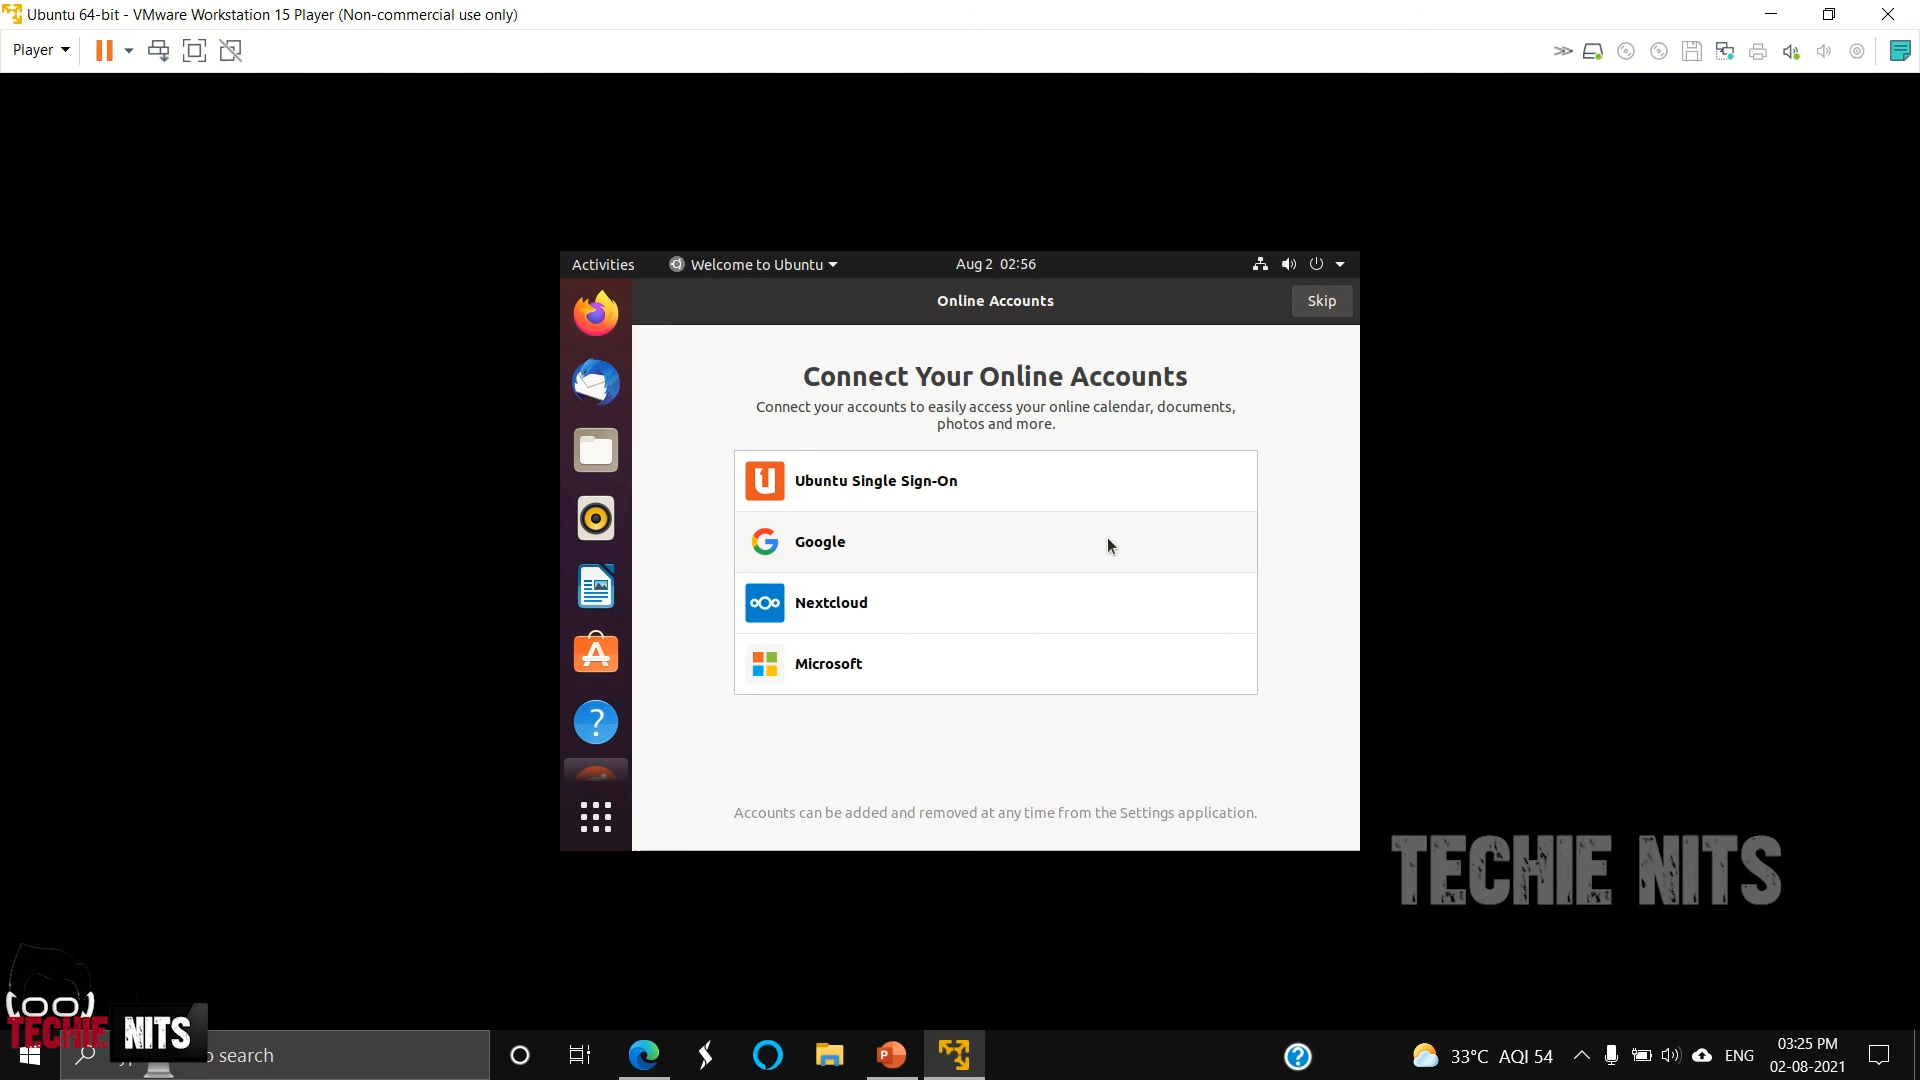 Ubuntu 64-bit - VMware Workstation 15 Player (Non-commercial use only)
Player
Activities
Welcome to Ubuntu
Aug 2 02:56
Online Accounts
Skip
Connect Your Online Accounts
Connect your accounts to easily access your online calendar, documents,
photos and more.
Ubuntu Single Sign-On
Google
Nextcloud
Microsoft
Accounts can be added and removed at any time from the Settings application.
TECHIE NITS
TECHIE NITS
search
33°C AQI 54
ENG
03:25 PM
02-08-2021